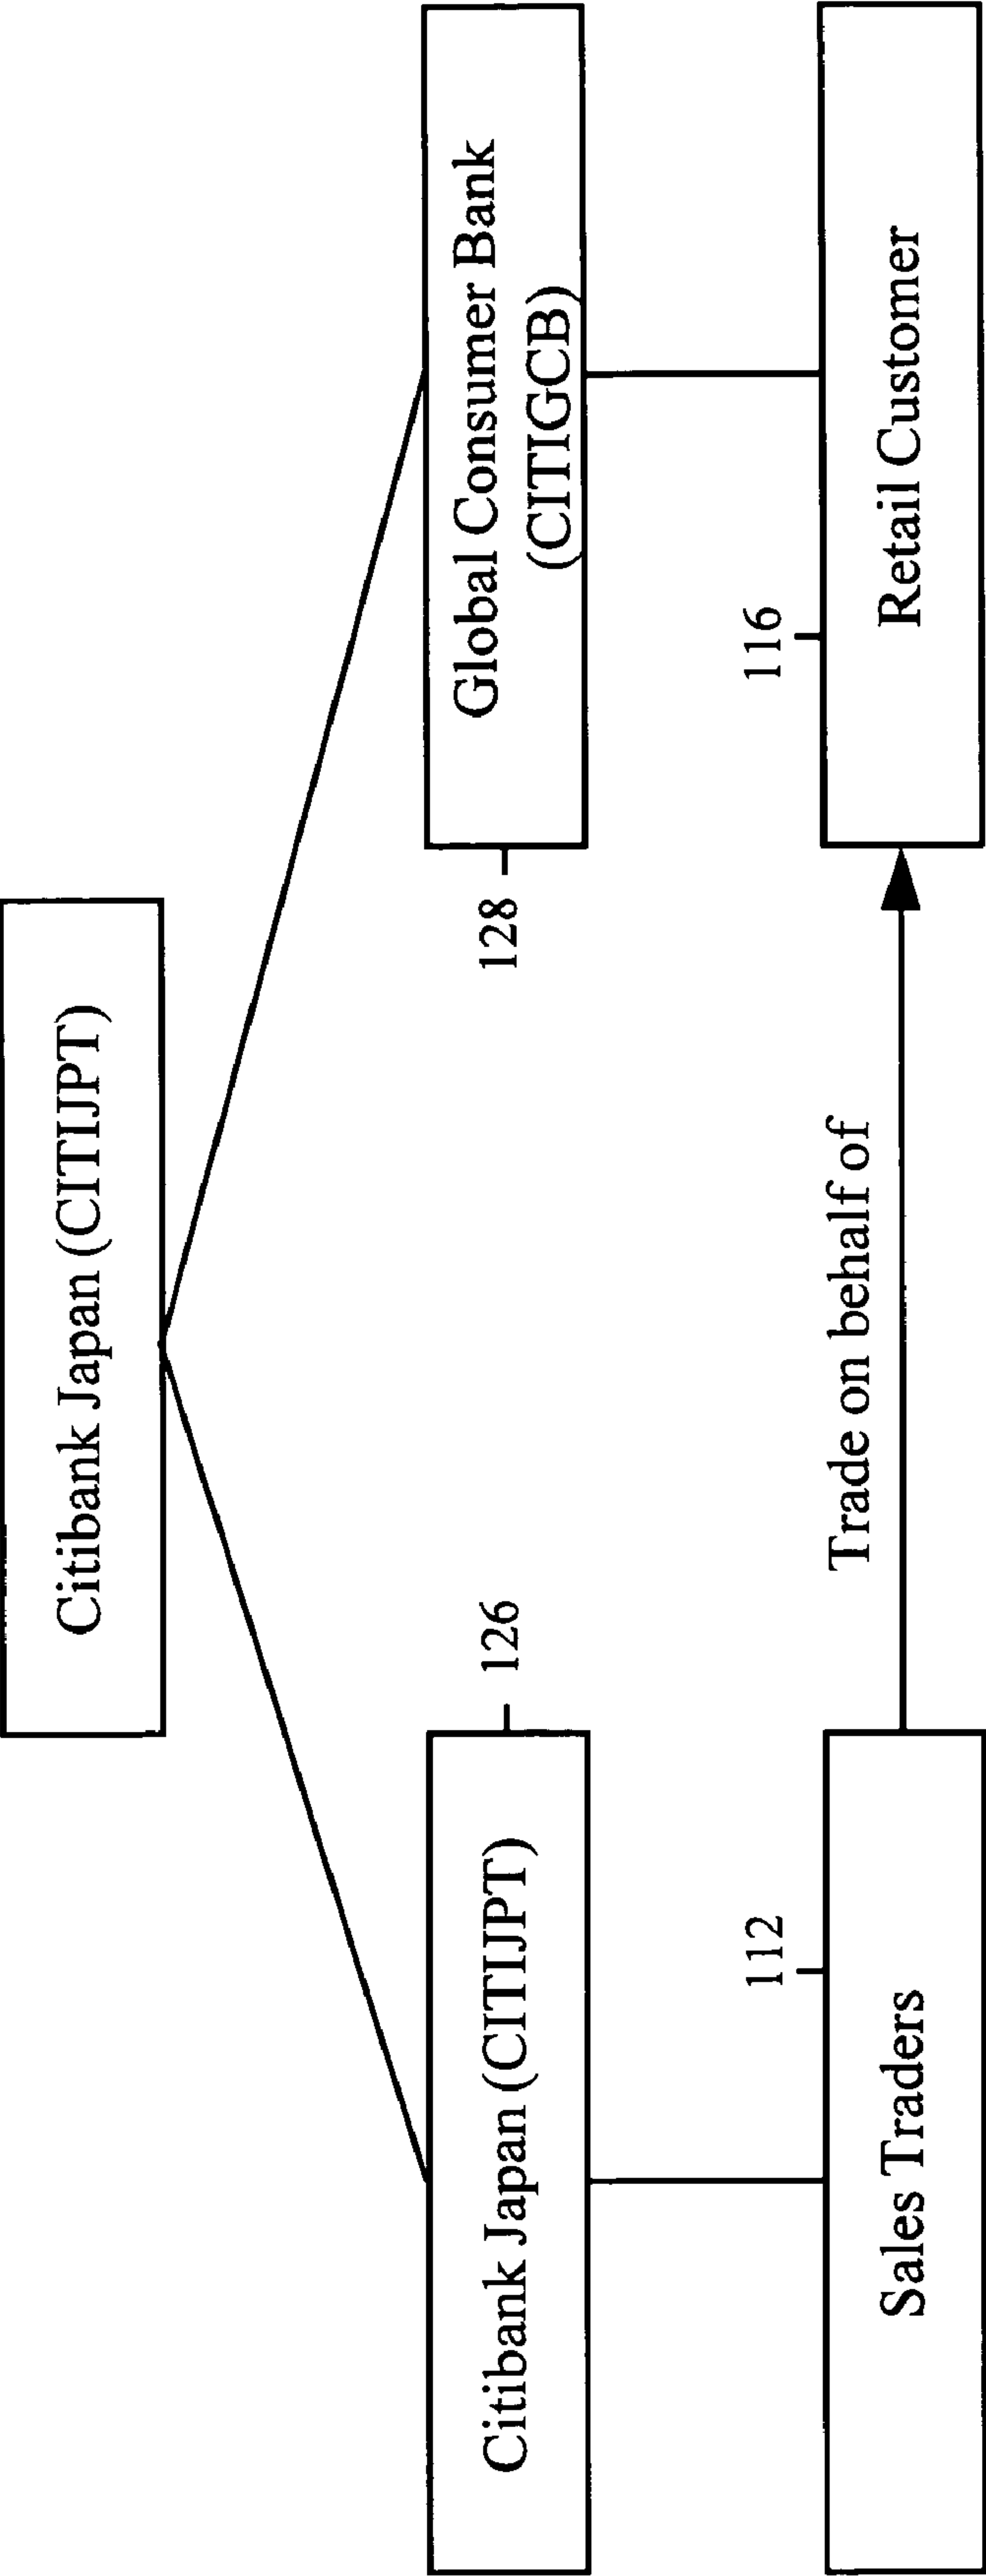 Citibank Japan (CITIJPT)
Citibank Japan (CITIJPT)
126
128
Global Consumer Bank
(CITIGCB)
112
Sales Traders
Trade on behalf of
116
Retail Customer